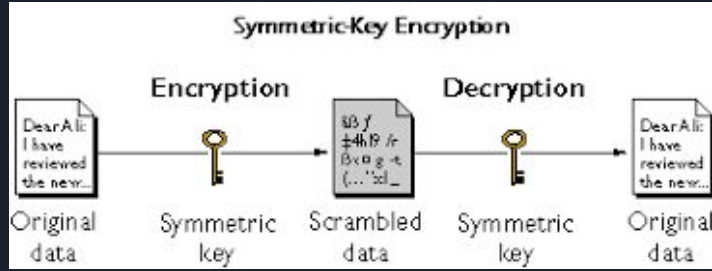 Symmetric-Key Encryption
Encryption
Decryption
Dear Ali:
I have
reviewed
the new...
Dear Ali:
I have
reviewed
the new...
Original
data
Symmetric
key
Scrambled
data
Symmetric
key
Original
data